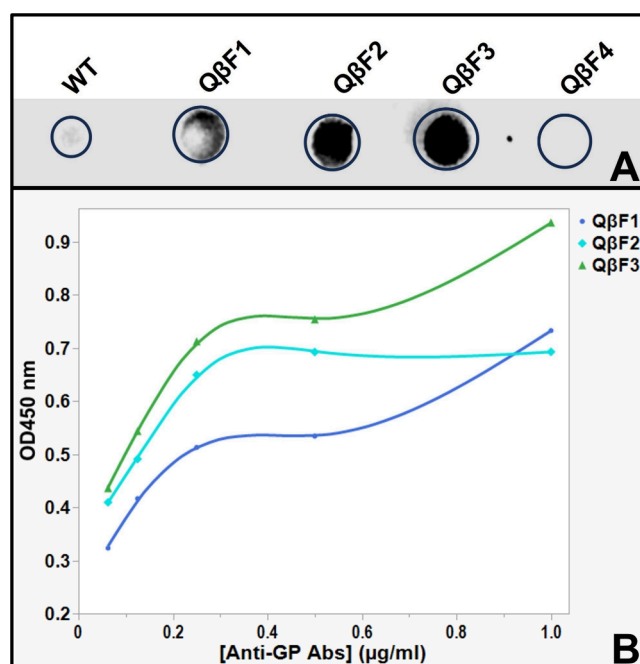 WT QβF1 QβF2 QβF3 QβF4
A
QβF1
QβF2
QβF3
0.9
0.8
0.7
0.6
0.5
0.4
0.3
0.2
OD450 nm
0 0.2 0.4 0.6 0.8 1.0
[Anti-GP Abs] (μg/ml)
B